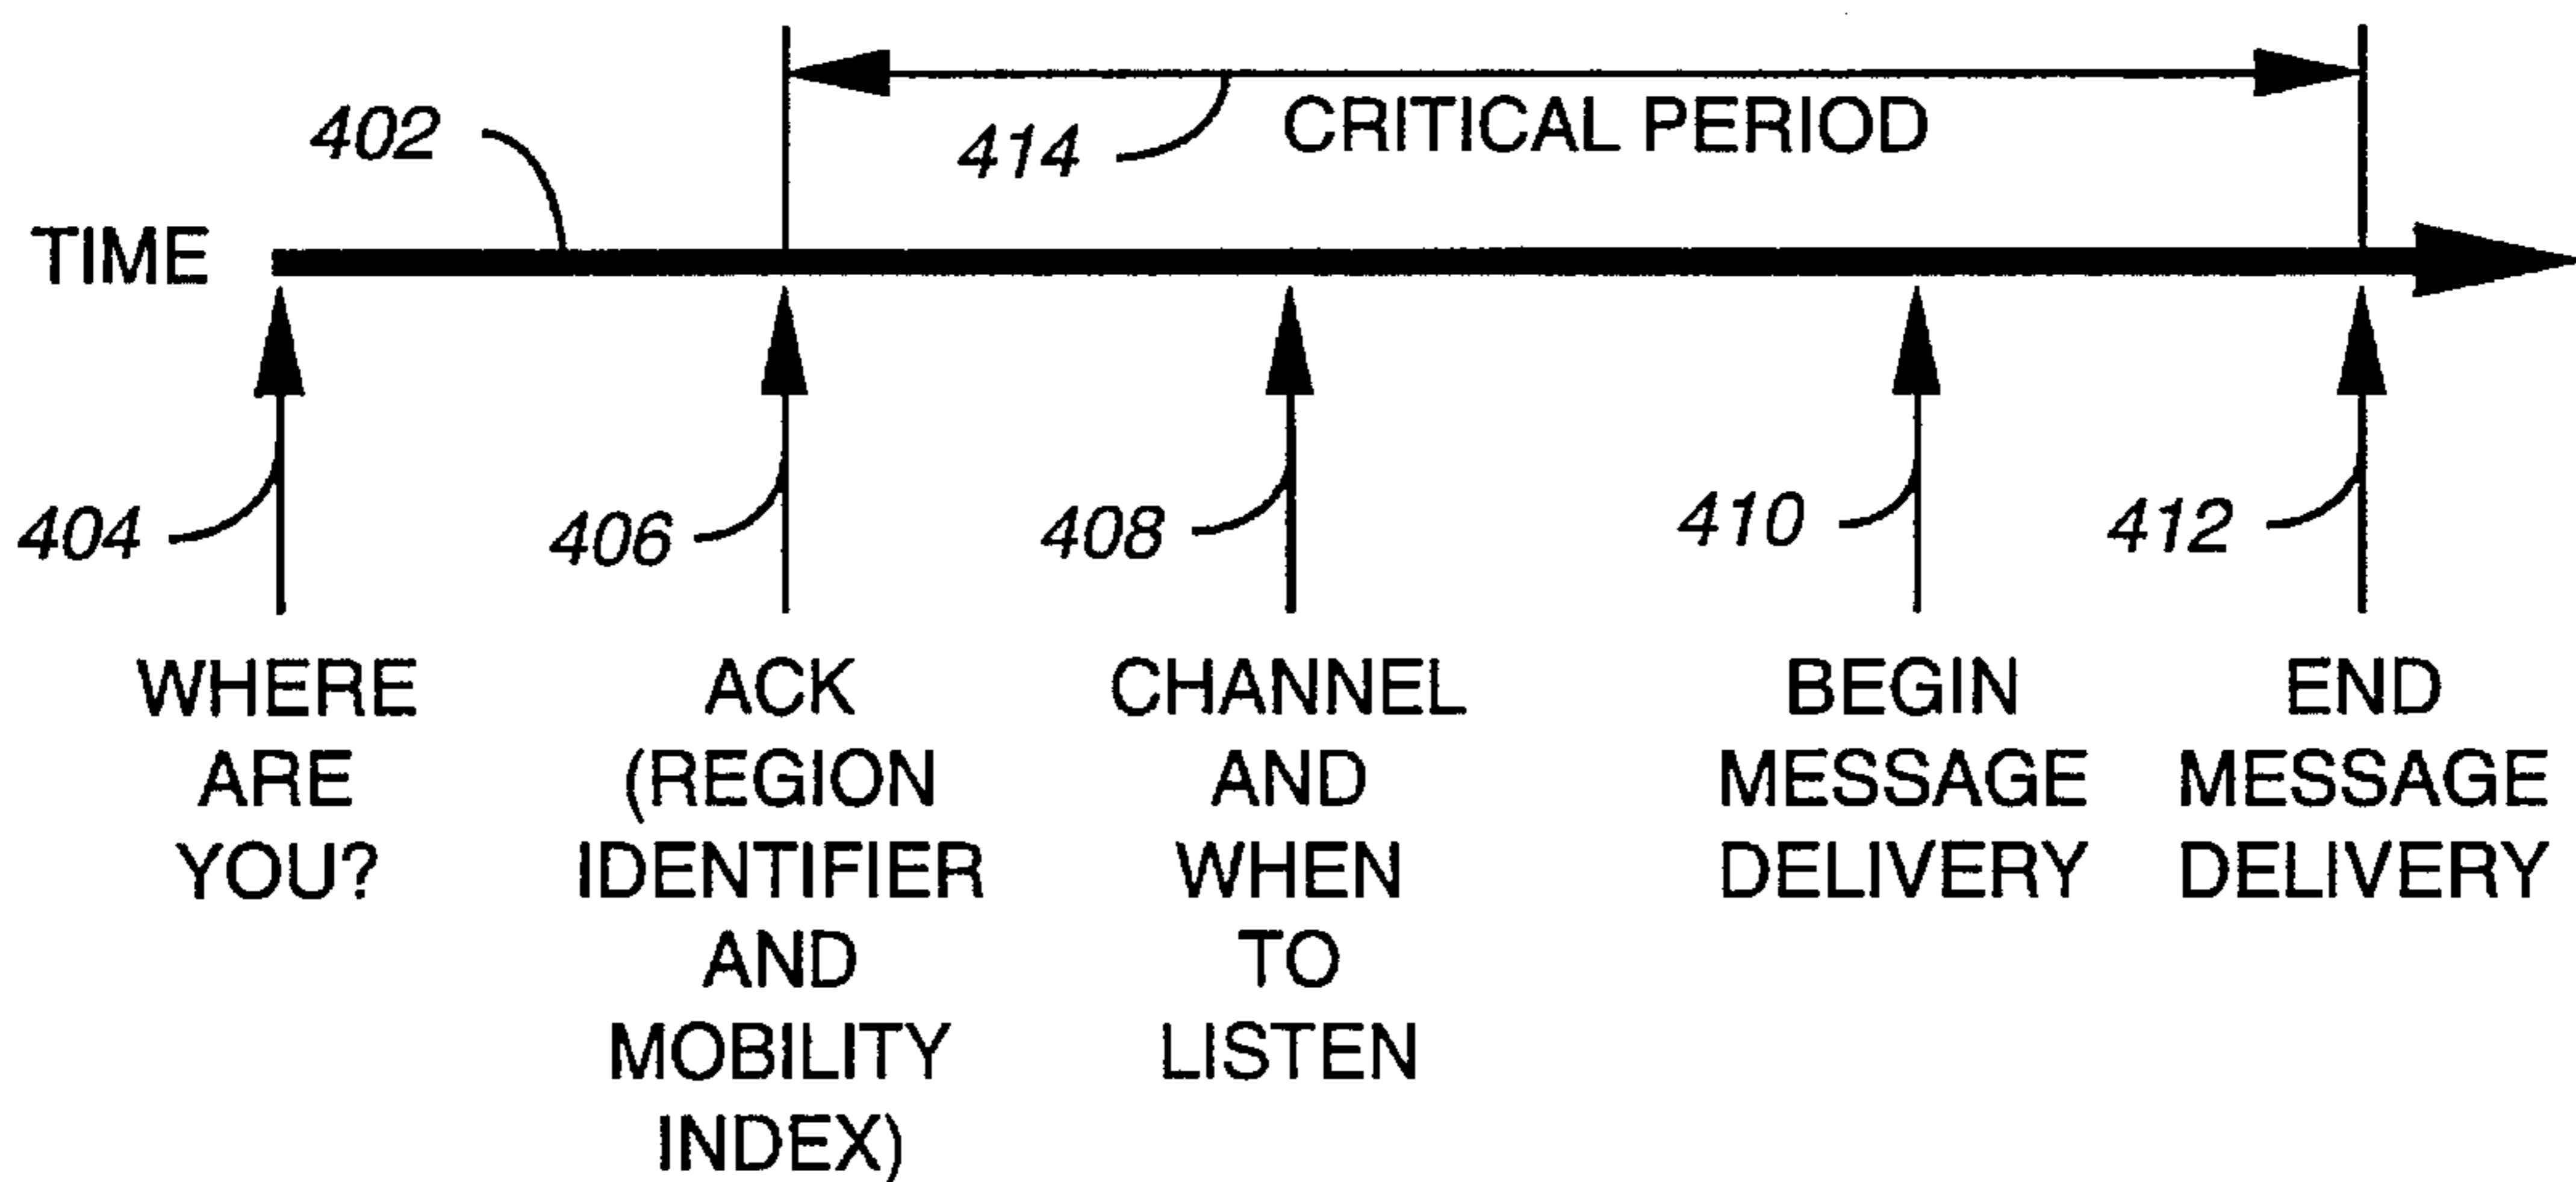 402
414
CRITICAL PERIOD
TIME
404
406
408
410
412
WHERE
ARE
YOU?
ACK
(REGION
IDENTIFIER
AND
MOBILITY
INDEX)
CHANNEL
AND
WHEN
TO
LISTEN
BEGIN
MESSAGE
DELIVERY
END
MESSAGE
DELIVERY